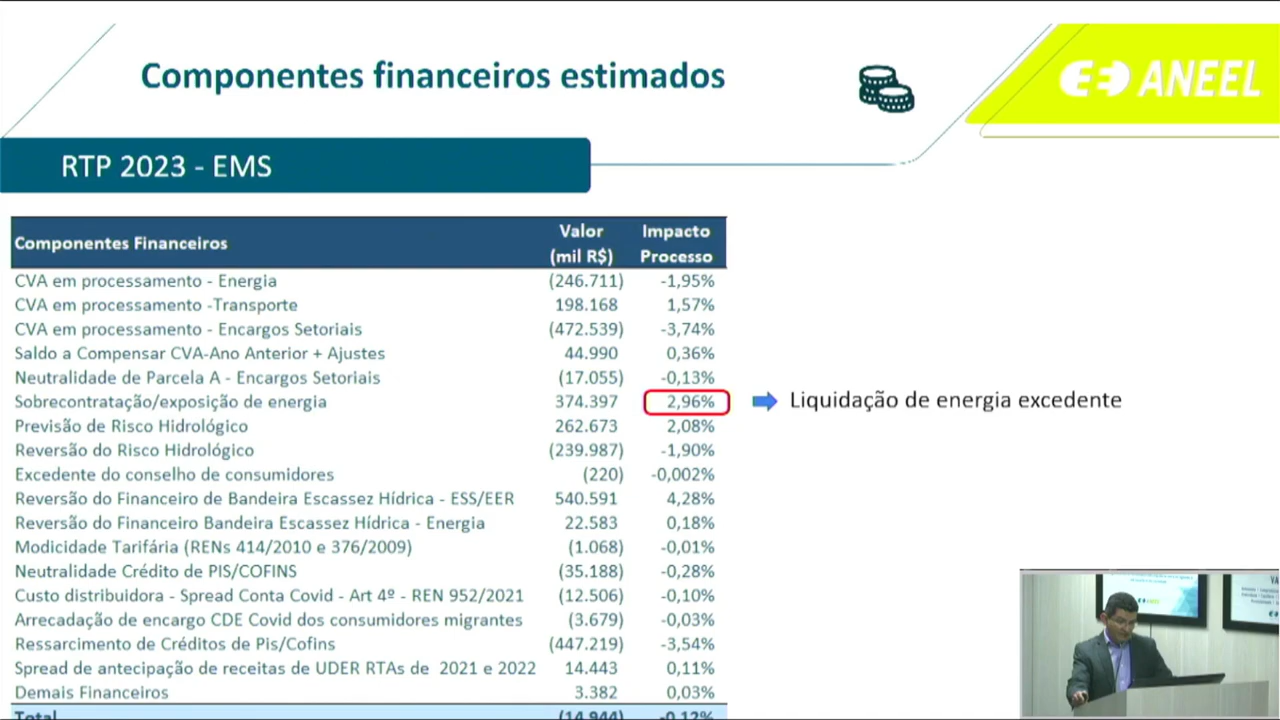 Componentes financeiros estimados
ANEEL
RTP 2023 - EMS
Componentes Financeiros Valor (mil R$) Impacto Processo
CVA em processamento - Energia (246.711) -1,95%
CVA em processamento -Transporte 198.168 1,57%
CVA em processamento - Encargos Setoriais (472.539) -3,74%
Saldo a Compensar CVA-Ano Anterior + Ajustes 44.990 0,36%
Neutralidade de Parcela A - Encargos Setoriais (17.055) -0,13%
Sobrecontratação/exposição de energia 374.397 2,96% Liquidação de energia excedente
Previsão de Risco Hidrológico 262.673 2,08%
Reversão do Risco Hidrológico (239.987) -1,90%
Excedente do conselho de consumidores (220) -0,002%
Reversão do Financeiro de Bandeira Escassez Hídrica - ESS/EER 540.591 4,28%
Reversão do Financeiro Bandeira Escassez Hídrica - Energia 22.583 0,18%
Modicidade Tarifária (RENs 414/2010 e 376/2009) (1.068) -0,01%
Neutralidade Crédito de PIS/COFINS (35.188) -0,28%
Custo distribuidora - Spread Conta Covid - Art 4º - REN 952/2021 (12.506) -0,10%
Arrecadação de encargo CDE Covid dos consumidores migrantes (3.679) -0,03%
Ressarcimento de Créditos de Pis/Cofins (447.219) -3,54%
Spread de antecipação de receitas de UDER RTAs de 2021 e 2022 14.443 0,11%
Demais Financeiros 3.382 0,03%
Total (14.944) -0,12%
ANEEL